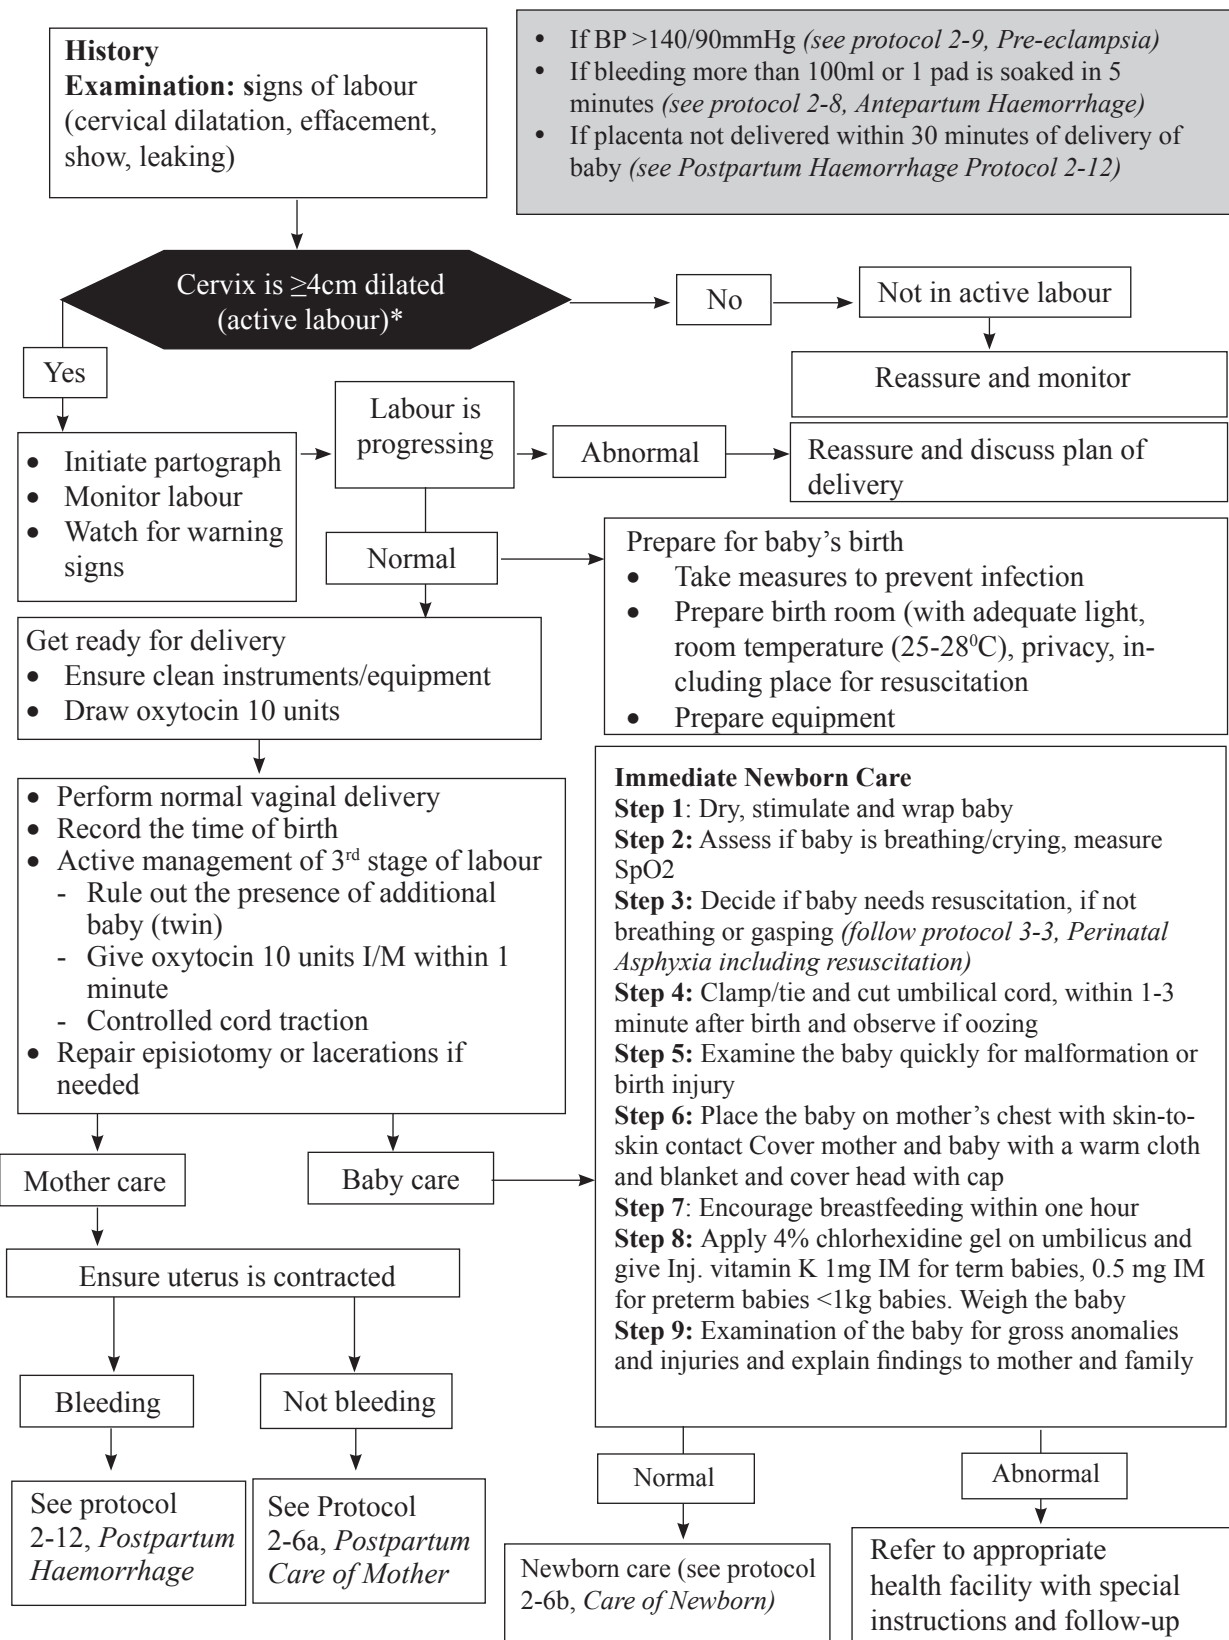 History
Examination: signs of labour
(cervical dilatation, effacement,
show, leaking)
• If BP >140/90mmHg (see protocol 2-9, Pre-eclampsia)
• If bleeding more than 100ml or 1 pad is soaked in 5
minutes (see protocol 2-8, Antepartum Haemorrhage)
• If placenta not delivered within 30 minutes of delivery of
baby (see Postpartum Haemorrhage Protocol 2-12)
Cervix is ≥4cm dilated
(active labour)*
No
Not in active labour
Reassure and monitor
Yes
• Initiate partograph
• Monitor labour
• Watch for warning
signs
Labour is
progressing
Abnormal
Reassure and discuss plan of
delivery
Normal
Prepare for baby's birth
• Take measures to prevent infection
• Prepare birth room (with adequate light,
room temperature (25-28⁰C), privacy, in-
cluding place for resuscitation
• Prepare equipment
Get ready for delivery
• Ensure clean instruments/equipment
• Draw oxytocin 10 units
• Perform normal vaginal delivery
• Record the time of birth
• Active management of 3rd stage of labour
- Rule out the presence of additional
baby (twin)
- Give oxytocin 10 units I/M within 1
minute
- Controlled cord traction
• Repair episiotomy or lacerations if
needed
Immediate Newborn Care
Step 1: Dry, stimulate and wrap baby
Step 2: Assess if baby is breathing/crying, measure
SpO2
Step 3: Decide if baby needs resuscitation, if not
breathing or gasping (follow protocol 3-3, Perinatal
Asphyxia including resuscitation)
Step 4: Clamp/tie and cut umbilical cord, within 1-3
minute after birth and observe if oozing
Step 5: Examine the baby quickly for malformation or
birth injury
Step 6: Place the baby on mother's chest with skin-to-
skin contact Cover mother and baby with a warm cloth
and blanket and cover head with cap
Step 7: Encourage breastfeeding within one hour
Step 8: Apply 4% chlorhexidine gel on umbilicus and
give Inj. vitamin K 1mg IM for term babies, 0.5 mg IM
for preterm babies <1kg babies. Weigh the baby
Step 9: Examination of the baby for gross anomalies
and injuries and explain findings to mother and family
Mother care
Baby care
Ensure uterus is contracted
Bleeding
Not bleeding
See protocol
2-12, Postpartum
Haemorrhage
See Protocol
2-6a, Postpartum
Care of Mother
Normal
Abnormal
Newborn care (see protocol
2-6b, Care of Newborn)
Refer to appropriate
health facility with special
instructions and follow-up